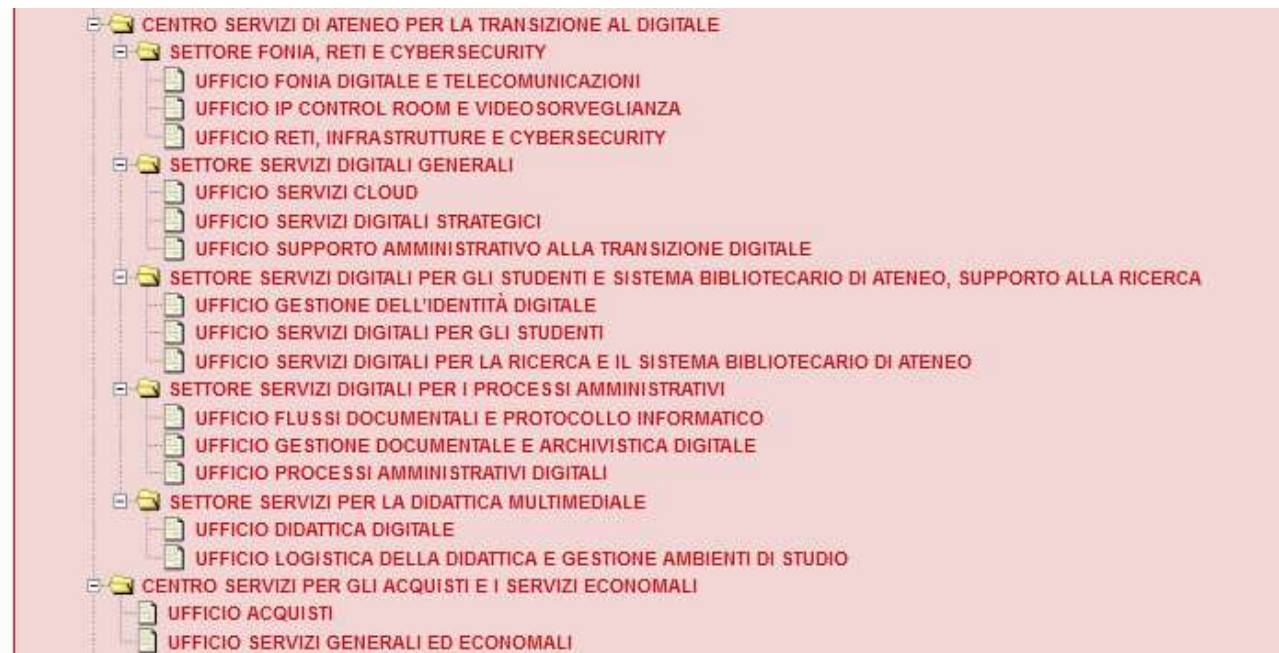 CENTRO SERVIZI DI ATENEO PER LA TRANSIZIONE AL DIGITALE
SETTORE FONIA, RETI E CYBERSECURITY
UFFICIO FONIA DIGITALE E TELECOMUNICAZIONI
UFFICIO IP CONTROL ROOM E VIDEOSORVEGLIANZA
UFFICIO RETI, INFRASTRUTTURE E CYBERSECURITY
SETTORE SERVIZI DIGITALI GENERALI
UFFICIO SERVIZI CLOUD
UFFICIO SERVIZI DIGITALI STRATEGICI
UFFICIO SUPPORTO AMMINISTRATIVO ALLA TRANSIZIONE DIGITALE
SETTORE SERVIZI DIGITALI PER GLI STUDENTI E SISTEMA BIBLIOTECARIO DI ATENEO, SUPPORTO ALLA RICERCA
UFFICIO GESTIONE DELL'IDENTITÀ DIGITALE
UFFICIO SERVIZI DIGITALI PER GLI STUDENTI
UFFICIO SERVIZI DIGITALI PER LA RICERCA E IL SISTEMA BIBLIOTECARIO DI ATENEO
SETTORE SERVIZI DIGITALI PER I PROCESSI AMMINISTRATIVI
UFFICIO FLUSSI DOCUMENTALI E PROTOCOLLO INFORMATICO
UFFICIO GESTIONE DOCUMENTALE E ARCHIVISTICA DIGITALE
UFFICIO PROCESSI AMMINISTRATIVI DIGITALI
SETTORE SERVIZI PER LA DIDATTICA MULTIMEDIALE
UFFICIO DIDATTICA DIGITALE
UFFICIO LOGISTICA DELLA DIDATTICA E GESTIONE AMBIENTI DI STUDIO
CENTRO SERVIZI PER GLI ACQUISTI E I SERVIZI ECONOMALI
UFFICIO ACQUISTI
UFFICIO SERVIZI GENERALI ED ECONOMALI